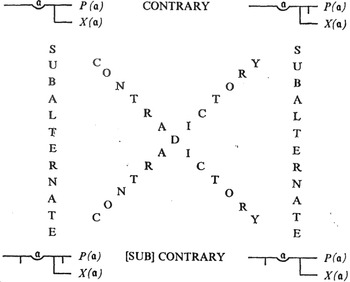 a P(a) CONTRARY a P(a)
X(a) X(a)
SUBALTERNATE
CONTRADICTORY
CONTRADICTORY
SUBALTERNATE
a P(a) [SUB] CONTRARY a P(a)
X(a) X(a)